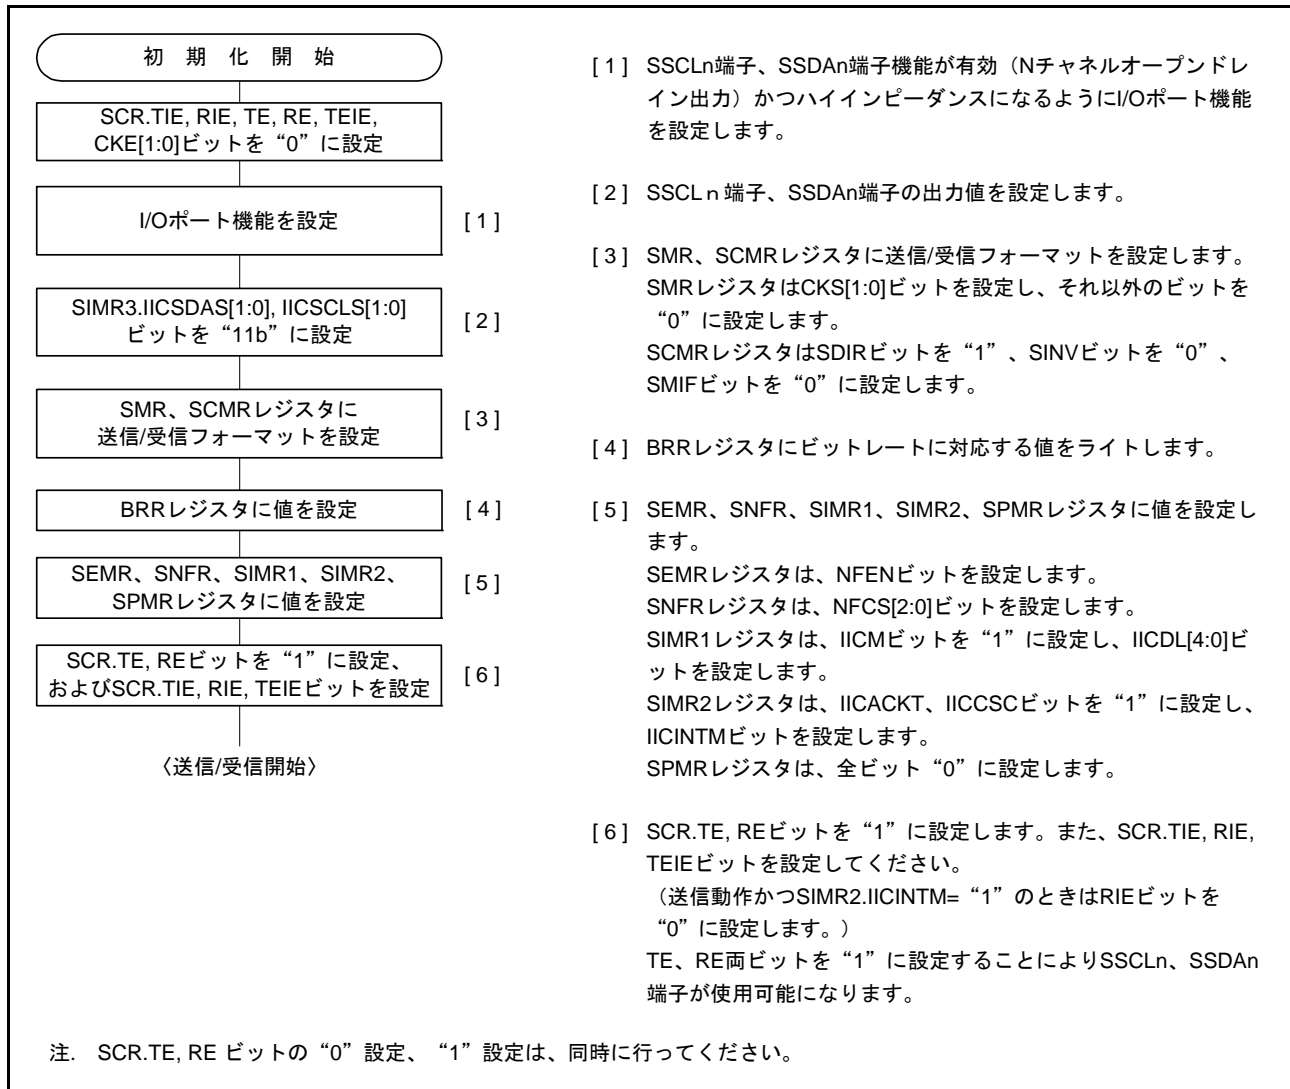 初 期 化 開 始
SCR.TIE, RIE, TE, RE, TEIE,
CKE[1:0]ビットを“0”に設定
I/Oポート機能を設定
[1]
SIMR3.IICSDAS[1:0], IICSCLS[1:0]
ビットを“11b”に設定
[2]
SMR、SCMRレジスタに
送信/受信フォーマットを設定
[3]
BRRレジスタに値を設定
[4]
SEMR、SNFR、SIMR1、SIMR2、
SPMRレジスタに値を設定
[5]
SCR.TE, REビットを“1”に設定、
およびSCR.TIE, RIE, TEIEビットを設定
[6]
〈送信/受信開始〉
[1] SSCLn端子、SSDAn端子機能が有効（Nチャネルオープンドレ
イン出力）かつハイインピーダンスになるようにI/Oポート機能
を設定します。
[2] SSCLｎ端子、SSDAn端子の出力値を設定します。
[3] SMR、SCMRレジスタに送信/受信フォーマットを設定します。
SMRレジスタはCKS[1:0]ビットを設定し、それ以外のビットを
“0”に設定します。
SCMRレジスタはSDIRビットを“1”、SINVビットを“0”、
SMIFビットを“0”に設定します。
[4] BRRレジスタにビットレートに対応する値をライトします。
[5] SEMR、SNFR、SIMR1、SIMR2、SPMRレジスタに値を設定し
ます。
SEMRレジスタは、NFENビットを設定します。
SNFRレジスタは、NFCS[2:0]ビットを設定します。
SIMR1レジスタは、IICMビットを“1”に設定し、IICDL[4:0]ビ
ットを設定します。
SIMR2レジスタは、IICACKT、IICCSCビットを“1”に設定し、
IICINTMビットを設定します。
SPMRレジスタは、全ビット“0”に設定します。
[6] SCR.TE, REビットを“1”に設定します。また、SCR.TIE, RIE,
TEIEビットを設定してください。
（送信動作かつSIMR2.IICINTM=“1”のときはRIEビットを
“0”に設定します。）
TE、RE両ビットを“1”に設定することによりSSCLn、SSDAn
端子が使用可能になります。
注. SCR.TE, RE ビットの“0”設定、“1”設定は、同時に行ってください。